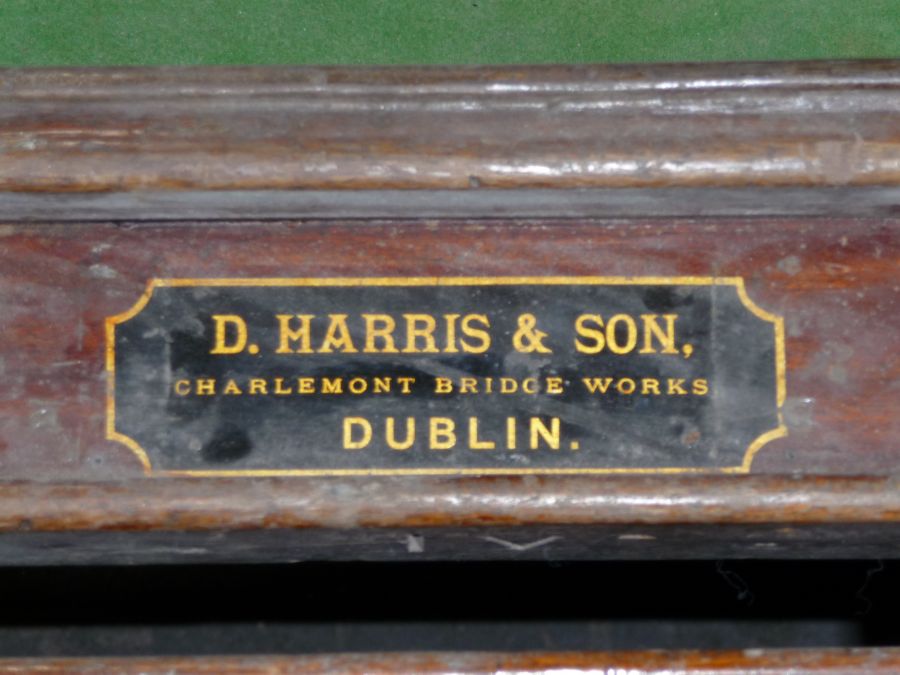 D. HARRIS & SON,
CHARLEMONT BRIDGE WORKS
DUBLIN.